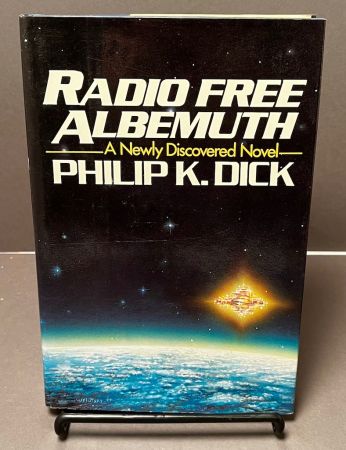 RADIO FREE
ALBEMUTH
A Newly Discovered Novel
PHILIP K. DICK